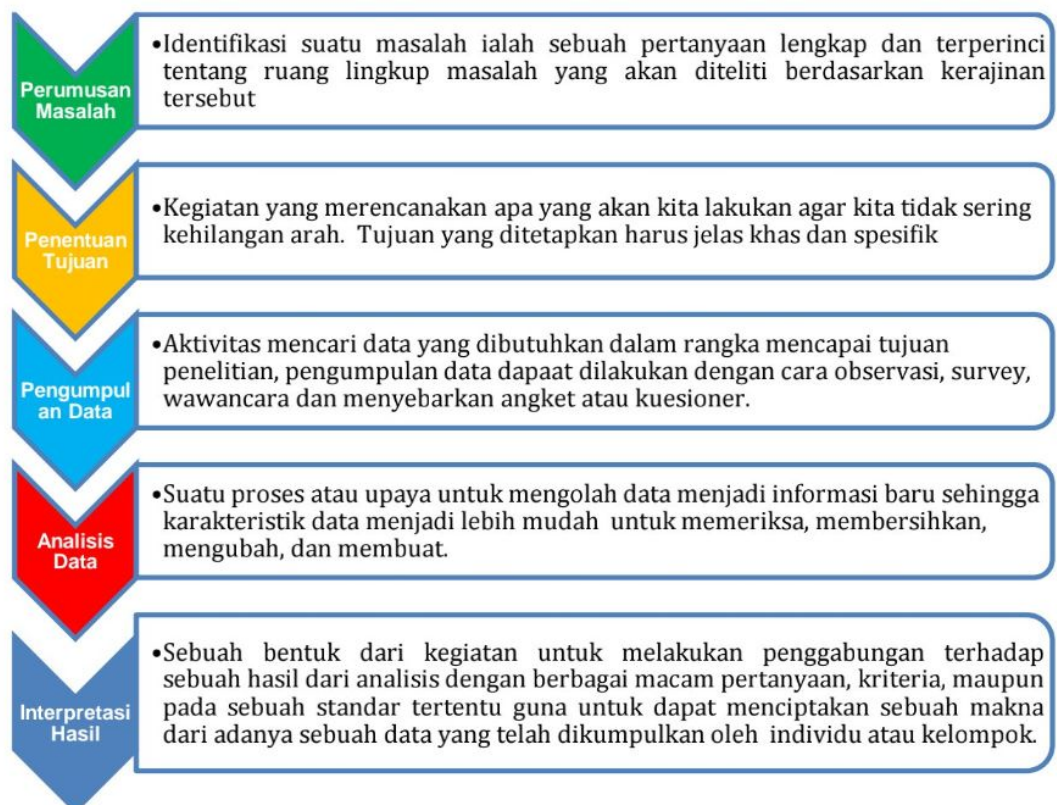 Perumusan
Masalah
•Identifikasi suatu masalah ialah sebuah pertanyaan lengkap dan terperinci
tentang ruang lingkup masalah yang akan diteliti berdasarkan kerajinan
tersebut
Penentuan
Tujuan
•Kegiatan yang merencanakan apa yang akan kita lakukan agar kita tidak sering
kehilangan arah. Tujuan yang ditetapkan harus jelas khas dan spesifik
Pengumpul
an Data
•Aktivitas mencari data yang dibutuhkan dalam rangka mencapai tujuan
penelitian, pengumpulan data dapaat dilakukan dengan cara observasi, survey,
wawancara dan menyebarkan angket atau kuesioner.
Analisis
Data
•Suatu proses atau upaya untuk mengolah data menjadi informasi baru sehingga
karakteristik data menjadi lebih mudah untuk memeriksa, membersihkan,
mengubah, dan membuat.
Interpretasi
Hasil
•Sebuah bentuk dari kegiatan untuk melakukan penggabungan terhadap
sebuah hasil dari analisis dengan berbagai macam pertanyaan, kriteria, maupun
pada sebuah standar tertentu guna untuk dapat menciptakan sebuah makna
dari adanya sebuah data yang telah dikumpulkan oleh individu atau kelompok.